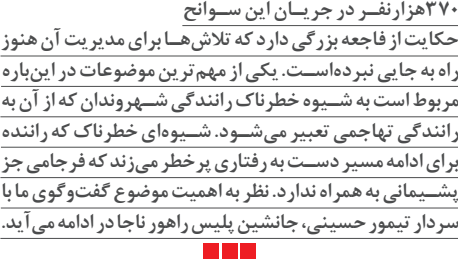 ۳۷۰هزارنفر در جریان این سوانح
حکایت از فاجعه بزرگی دارد که تلاش‌ها برای مدیریت آن هنوز
راه به جایی نبرده‌است. یکی از مهم‌ترین موضوعات در این‌باره
مربوط است به شیوه خطرناک رانندگی شهروندان که از آن به
رانندگی تهاجمی تعبیر می‌شود. شیوه‌ای خطرناک که راننده
برای ادامه مسیر دست به رفتاری پرخطر می‌زند که فرجامی جز
پشیمانی به همراه ندارد. نظر به اهمیت موضوع گفت‌وگوی ما با
سردار تیمور حسینی، جانشین پلیس راهور ناجا در ادامه می‌آید.